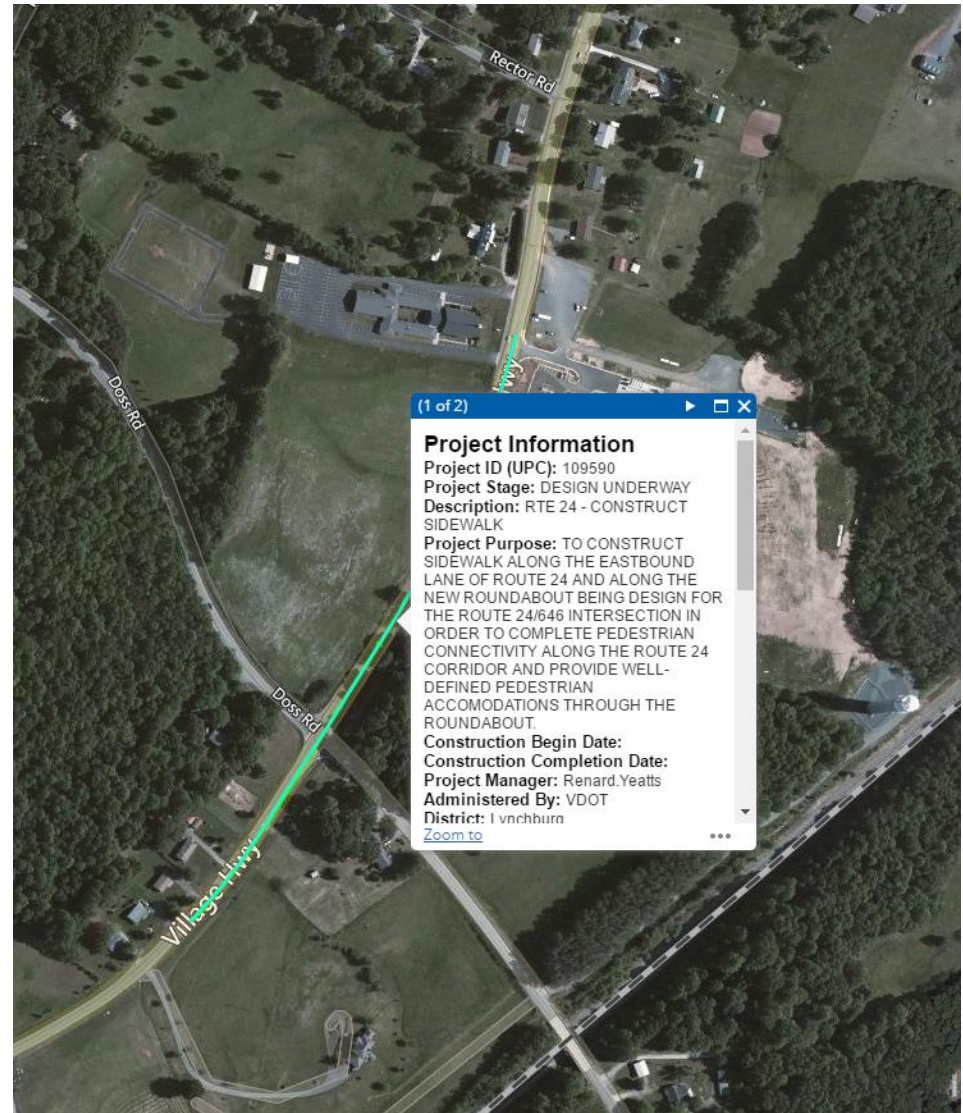 Rector Rd
Doss Rd
wy
(1 of 2)
Project Information
Project ID (UPC): 109590
Project Stage: DESIGN UNDERWAY
Description: RTE 24 - CONSTRUCT
SIDEWALK
Project Purpose: TO CONSTRUCT
SIDEWALK ALONG THE EASTBOUND
LANE OF ROUTE 24 AND ALONG THE
NEW ROUNDABOUT BEING DESIGN FOR
THE ROUTE 24/646 INTERSECTION IN
ORDER TO COMPLETE PEDESTRIAN
CONNECTIVITY ALONG THE ROUTE 24
CORRIDOR AND PROVIDE WELL-
DEFINED PEDESTRIAN
ACCOMODATIONS THROUGH THE
ROUNDABOUT.
Construction Begin Date:
Construction Completion Date:
Project Manager: Renard.Yeatts
Administered By: VDOT
District: Lynchburg
Zoom to
Doss Rd
Village Hwy